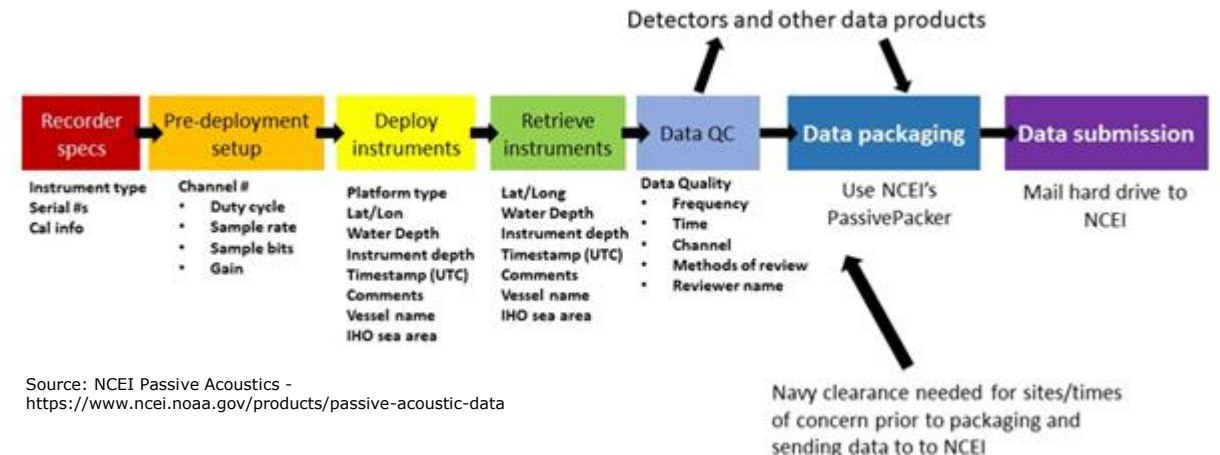 Detectors and other data products
Recorder
specs
Pre-deployment
setup
Deploy
instruments
Retrieve
instruments
Data QC
Data packaging
Data submission
Instrument type
Serial #s
Cal info
Channel #
• Duty cycle
• Sample rate
• Sample bits
• Gain
Platform type
Lat/Lon
Water Depth
Instrument depth
Timestamp (UTC)
Comments
Vessel name
IHO sea area
Lat/Long
Water Depth
Instrument depth
Timestamp (UTC)
Comments
Vessel name
IHO sea area
Data Quality
• Frequency
• Time
• Channel
• Methods of review
• Reviewer name
Use NCEI's
PassivePacker
Mail hard drive to
NCEI
Source: NCEI Passive Acoustics -
https://www.ncei.noaa.gov/products/passive-acoustic-data
Navy clearance needed for sites/times
of concern prior to packaging and
sending data to to NCEI